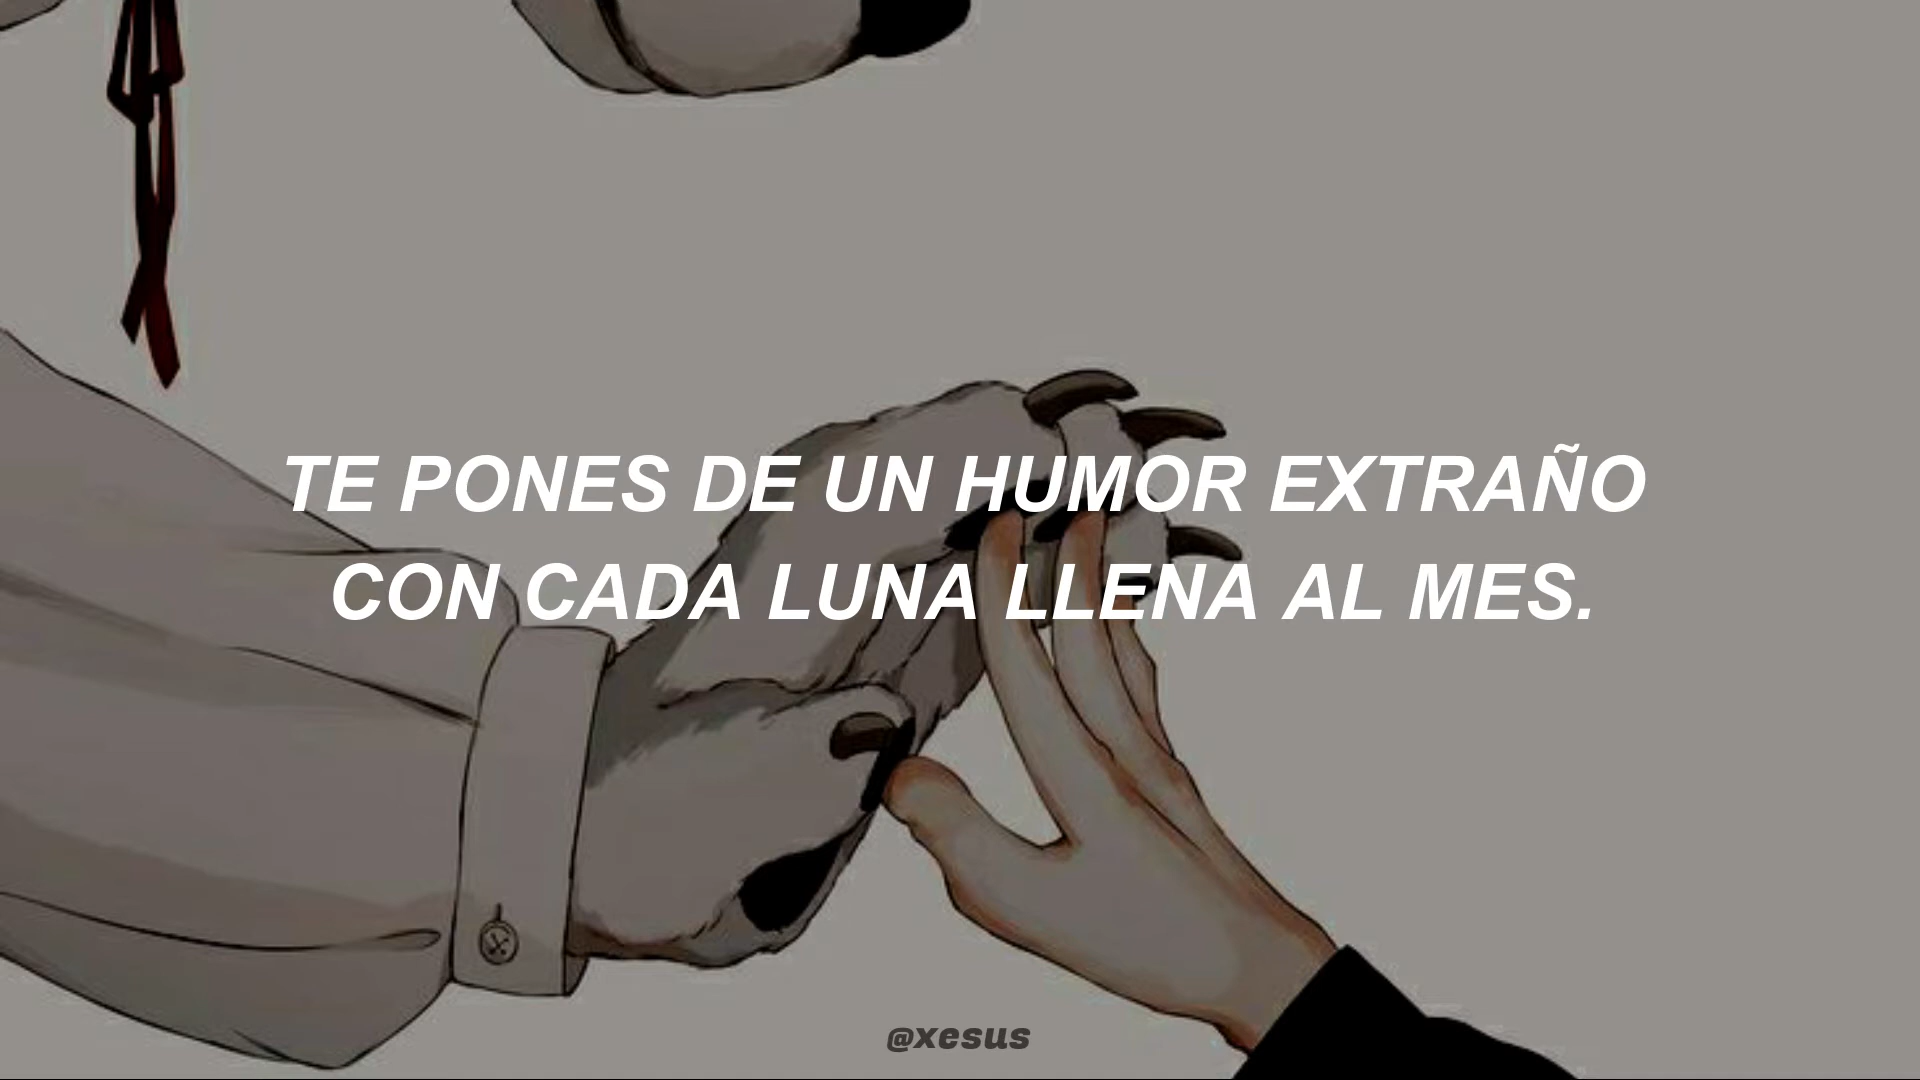 TE PONES DE UN HUMOR EXTRAÑO
CON CADA LUNA LLENA AL MES.
@xesus